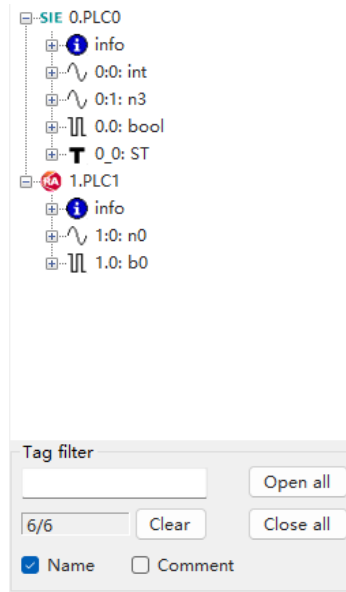 SIE 0.PLC0
info
0:0: int
0:1: n3
0.0: bool
T 0_0: ST
RA 1.PLC1
info
1:0: n0
1.0: b0
Tag filter
Open all
6/6 Clear Close all
Name Comment